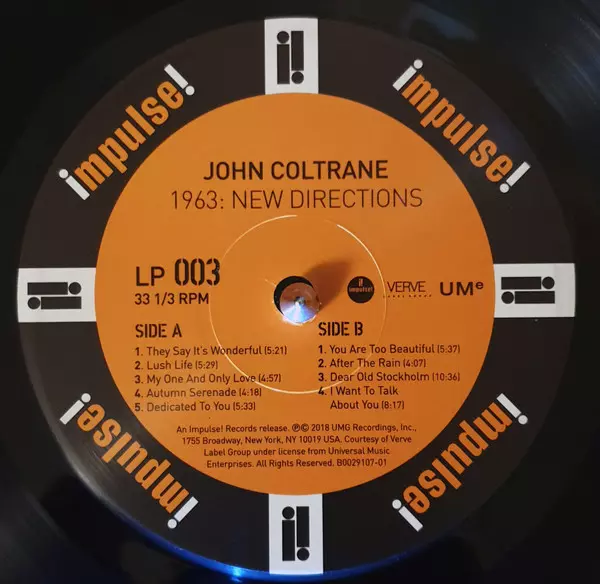 impulse!
impulse!
JOHN COLTRANE
1963: NEW DIRECTIONS
LP 003
33 1/3 RPM
impulse!
VERVE
LABEL GROUP
UMe
SIDE A
1. They Say It's Wonderful (5:21)
2. Lush Life (5:29)
3. My One And Only Love (4:57)
4. Autumn Serenade (4:18)
5. Dedicated To You (5:33)
SIDE B
1. You Are Too Beautiful (5:37)
2. After The Rain (4:07)
3. Dear Old Stockholm (10:36)
4. I Want To Talk
About You (8:17)
An Impulse! Records release. ℗© 2018 UMG Recordings, Inc.,
1755 Broadway, New York, NY 10019 USA. Courtesy of Verve
Label Group under license from Universal Music
Enterprises. All Rights Reserved. B0029107-01
impulse!
impulse!